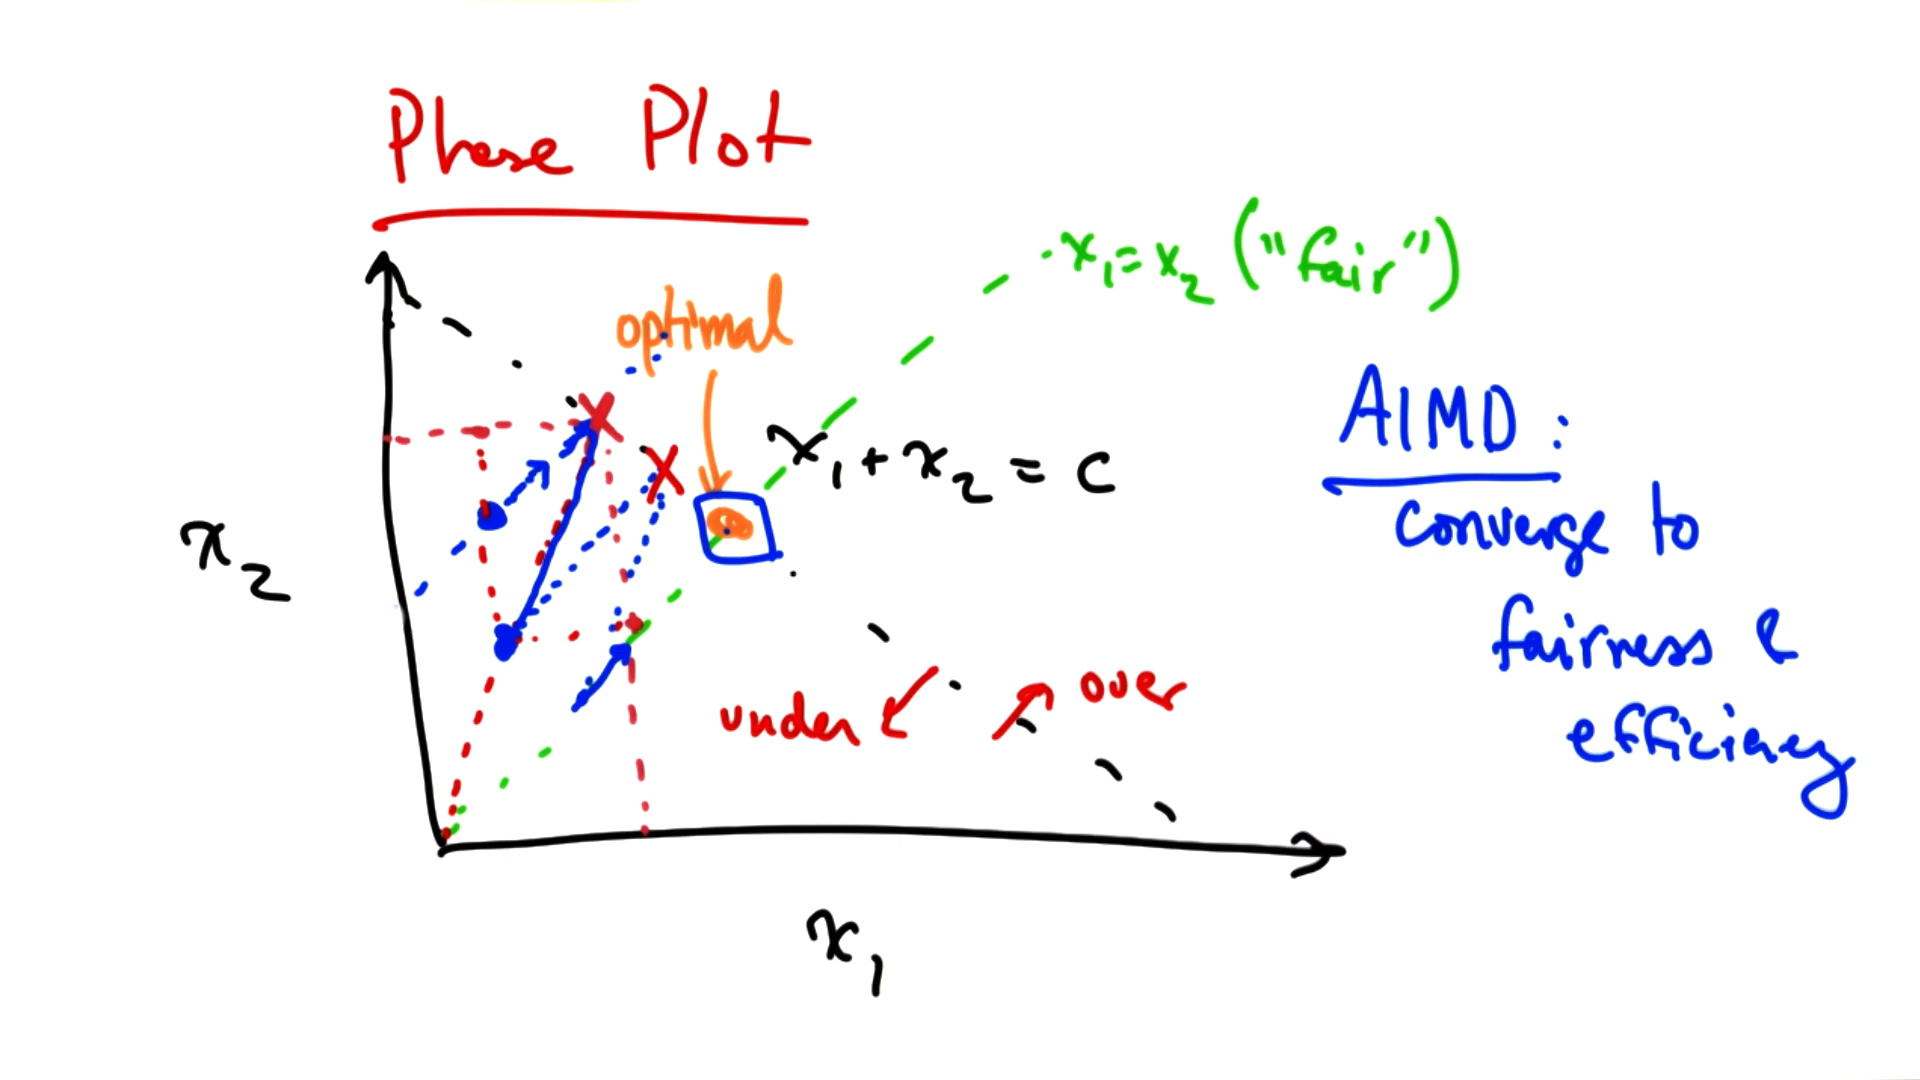 Phase Plot
x₁ = x₂ ("fair")
optimal
x₁ + x₂ = C
AIMD:
converge to
fairness &
efficiency
x₂
under
over
x₁